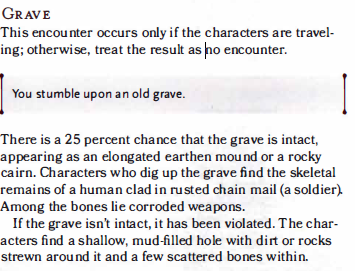 GRAVE
This encounter occurs only if the characters are travel-
ing; otherwise, treat the result as no encounter.
You stumble upon an old grave.
There is a 25 percent chance that the grave is intact,
appearing as an elongated earthen mound or a rocky
cairn. Characters who dig up the grave find the skeletal
remains of a human clad in rusted chain mail (a soldier).
Among the bones lie corroded weapons.
If the grave isn't intact, it has been violated. The char-
acters find a shallow, mud-filled hole with dirt or rocks
strewn around it and a few scattered bones within.